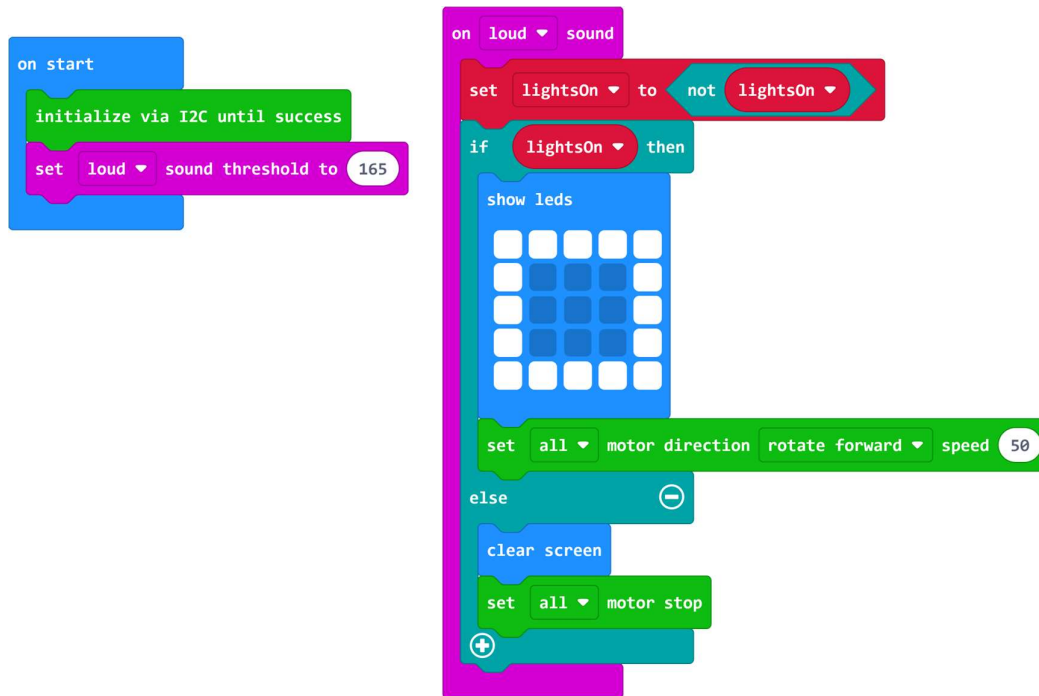 on start
initialize via I2C until success
set loud sound threshold to 165
on loud sound
set lightsOn to not lightsOn
if lightsOn then
show leds
set all motor direction rotate forward speed 50
else
clear screen
set all motor stop